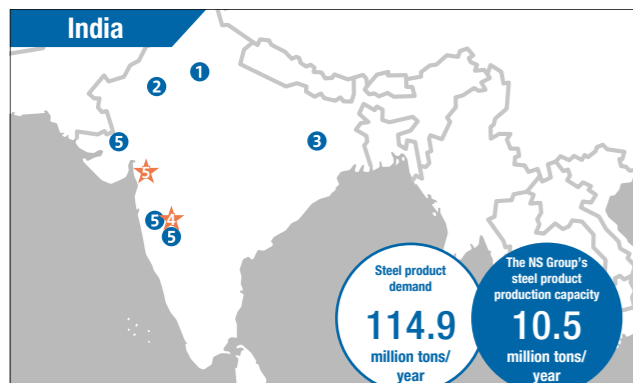 India
1
2
5
3
5
5
4
5
Steel product
demand
114.9
million tons/
year
The NS Group's
steel product
production capacity
10.5
million tons/
year